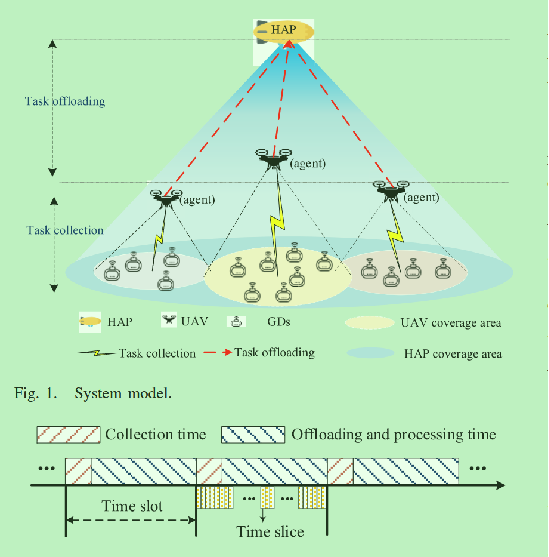 HAP
Task offloading
(agent)
(agent)
(agent)
Task collection
HAP UAV GDs UAV coverage area
Task collection Task offloading HAP coverage area
Fig. 1. System model.
Collection time Offloading and processing time
••• •••
Time slot ••• •••
Time slice